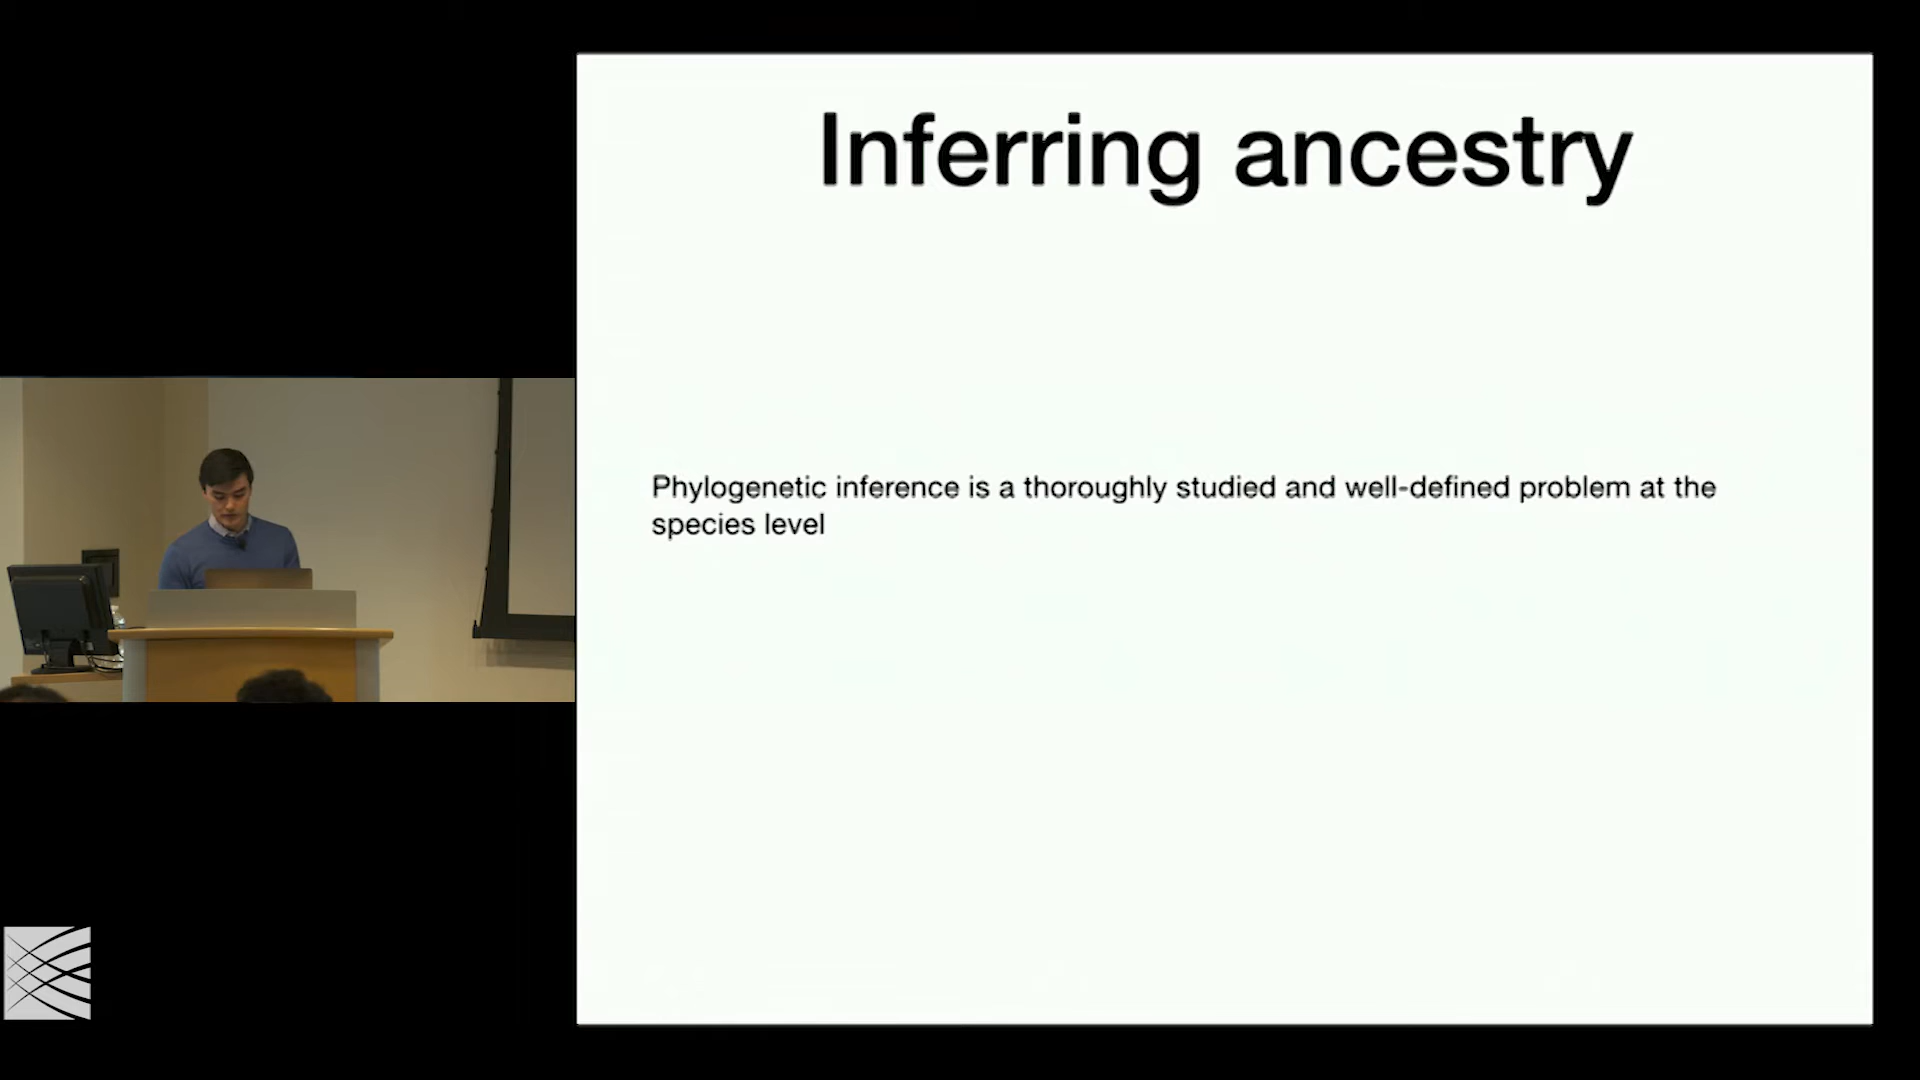 Inferring ancestry
Phylogenetic inference is a thoroughly studied and well-defined problem at the
species level